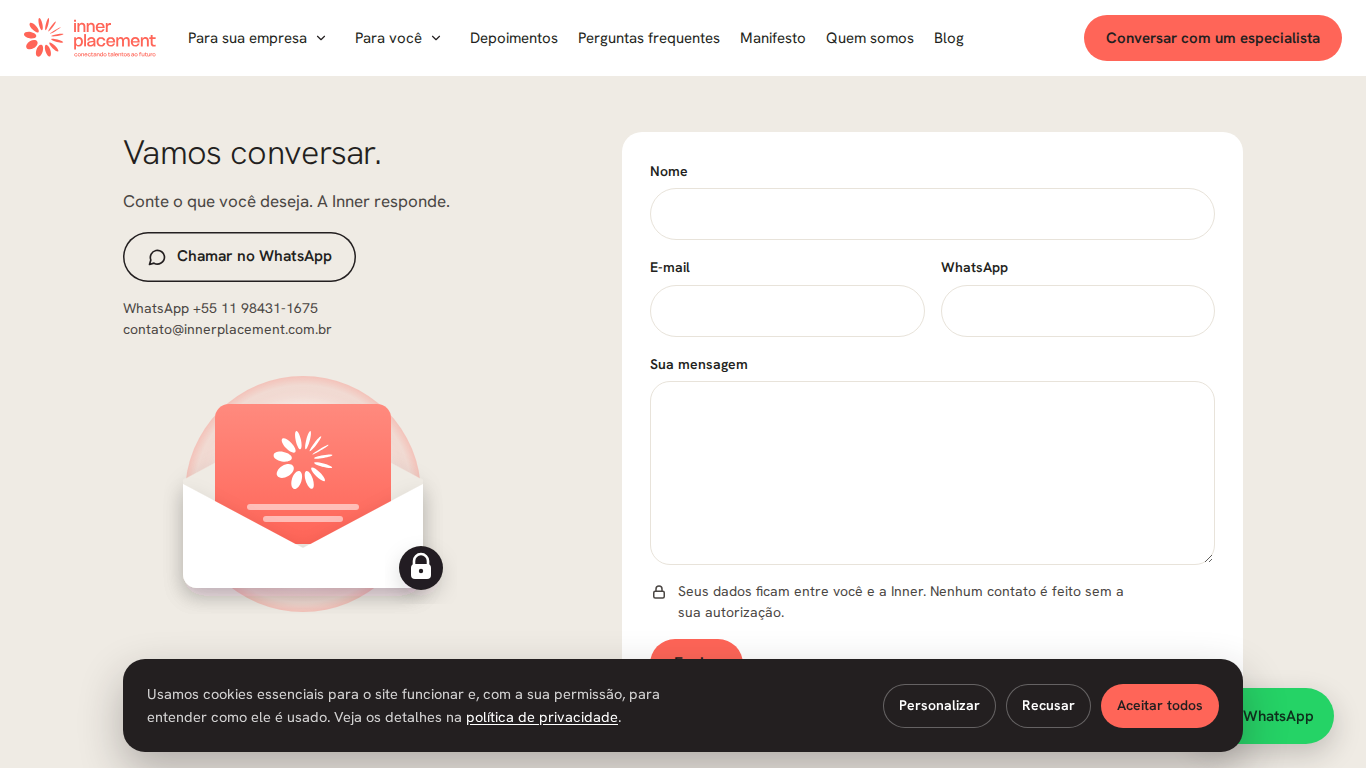 inner
placement
conectando talentos ao futuro
Para sua empresa
Para você
Depoimentos
Perguntas frequentes
Manifesto
Quem somos
Blog
Conversar com um especialista
Vamos conversar.
Conte o que você deseja. A Inner responde.
Chamar no WhatsApp
WhatsApp +55 11 98431-1675
contato@innerplacement.com.br
Nome
E-mail
WhatsApp
Sua mensagem
Seus dados ficam entre você e a Inner. Nenhum contato é feito sem a
sua autorização.
Usamos cookies essenciais para o site funcionar e, com a sua permissão, para
entender como ele é usado. Veja os detalhes na política de privacidade.
Personalizar
Recusar
Aceitar todos
WhatsApp